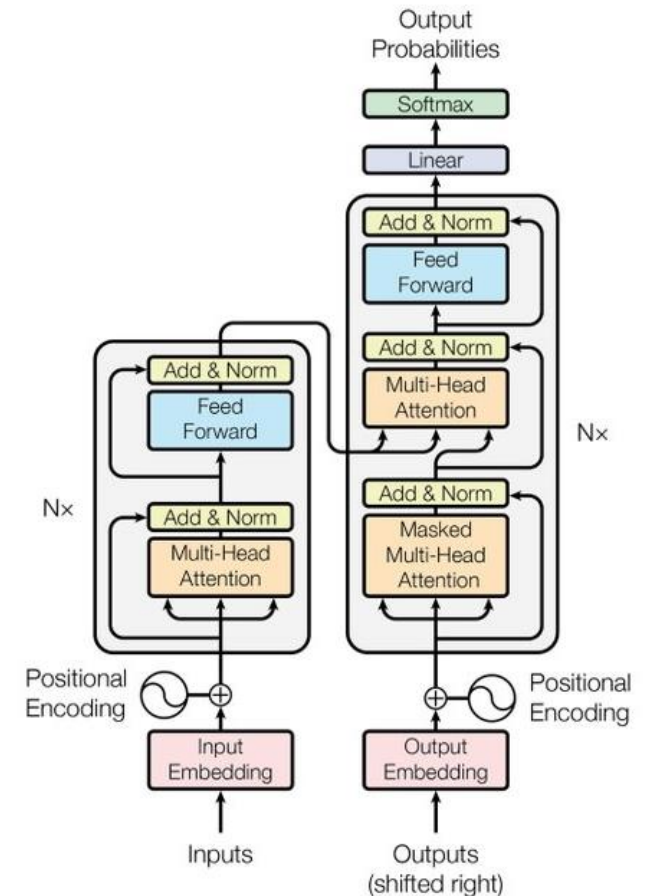 Output
Probabilities
Softmax
Linear
Add & Norm
Feed
Forward
Add & Norm
Multi-Head
Attention
Add & Norm
Masked
Multi-Head
Attention
Nx
Add & Norm
Feed
Forward
Add & Norm
Multi-Head
Attention
Nx
Positional
Encoding
Positional
Encoding
Input
Embedding
Output
Embedding
Inputs
Outputs
(shifted right)